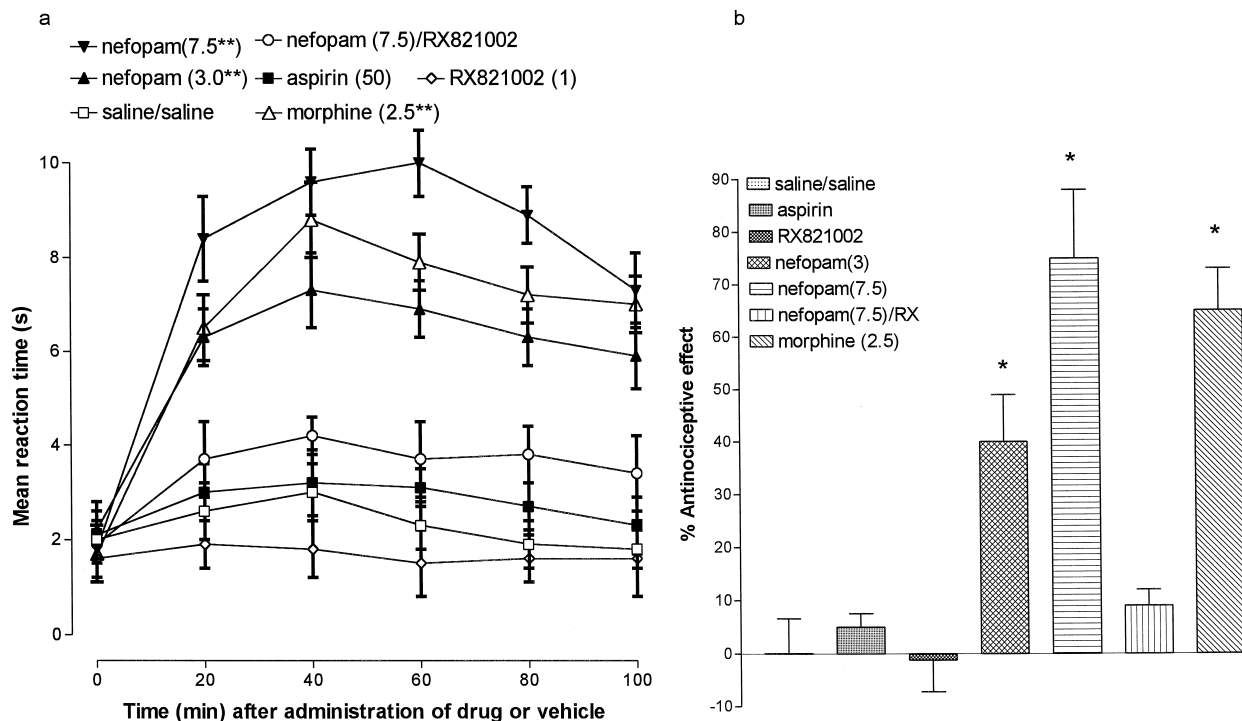 a
nefopam(7.5**) nefopam (7.5)/RX821002
nefopam (3.0**) aspirin (50) RX821002 (1)
saline/saline morphine (2.5**)
Mean reaction time (s)
10
8
6
4
2
0
0 20 40 60 80 100
Time (min) after administration of drug or vehicle
b
% Antinociceptive effect
90
80
70
60
50
40
30
20
10
0
-10
saline/saline
aspirin
RX821002
nefopam(3)
nefopam(7.5)
nefopam(7.5)/RX
morphine (2.5)
*
*
*